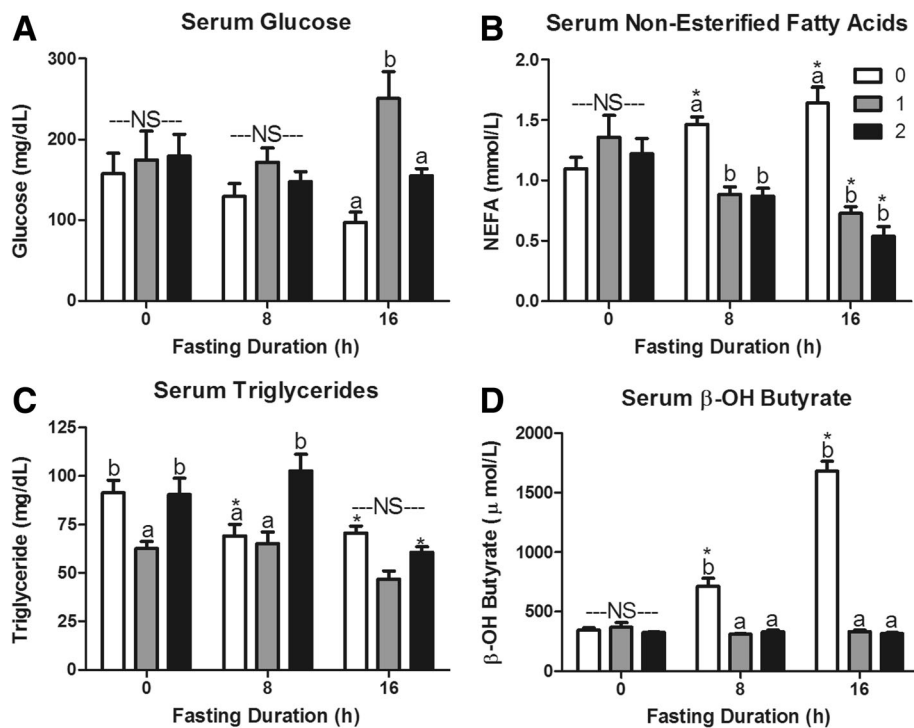 A
Serum Glucose
Glucose (mg/dL)
300
200
100
0
---NS---
---NS---
a
b
a
0
8
16
Fasting Duration (h)
B
Serum Non-Esterified Fatty Acids
NEFA (mmol/L)
2.0
1.5
1.0
0.5
0.0
---NS---
*
a
b
b
*
a
*
b
*
b
0
1
2
0
8
16
Fasting Duration (h)
C
Serum Triglycerides
Triglyceride (mg/dL)
125
100
75
50
25
0
b
a
b
*
a
a
b
---NS---
*
*
0
8
16
Fasting Duration (h)
D
Serum β-OH Butyrate
β-OH Butyrate (μ mol/L)
2000
1500
1000
500
0
---NS---
*
b
a
a
*
b
a
a
0
8
16
Fasting Duration (h)